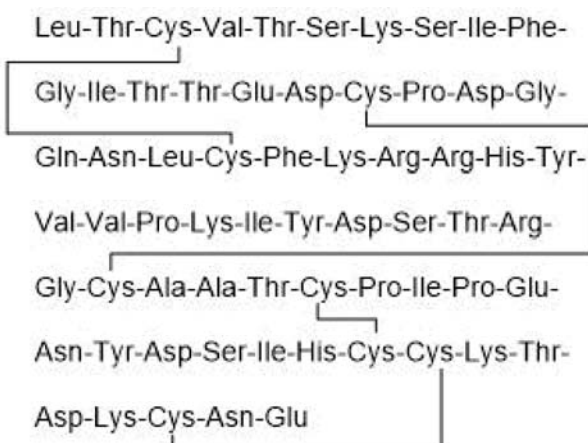 Leu-Thr-Cys-Val-Thr-Ser-Lys-Ser-Ile-Phe-
Gly-Ile-Thr-Thr-Glu-Asp-Cys-Pro-Asp-Gly-
Gln-Asn-Leu-Cys-Phe-Lys-Arg-Arg-His-Tyr-
Val-Val-Pro-Lys-Ile-Tyr-Asp-Ser-Thr-Arg-
Gly-Cys-Ala-Ala-Thr-Cys-Pro-Ile-Pro-Glu-
Asn-Tyr-Asp-Ser-Ile-His-Cys-Cys-Lys-Thr-
Asp-Lys-Cys-Asn-Glu